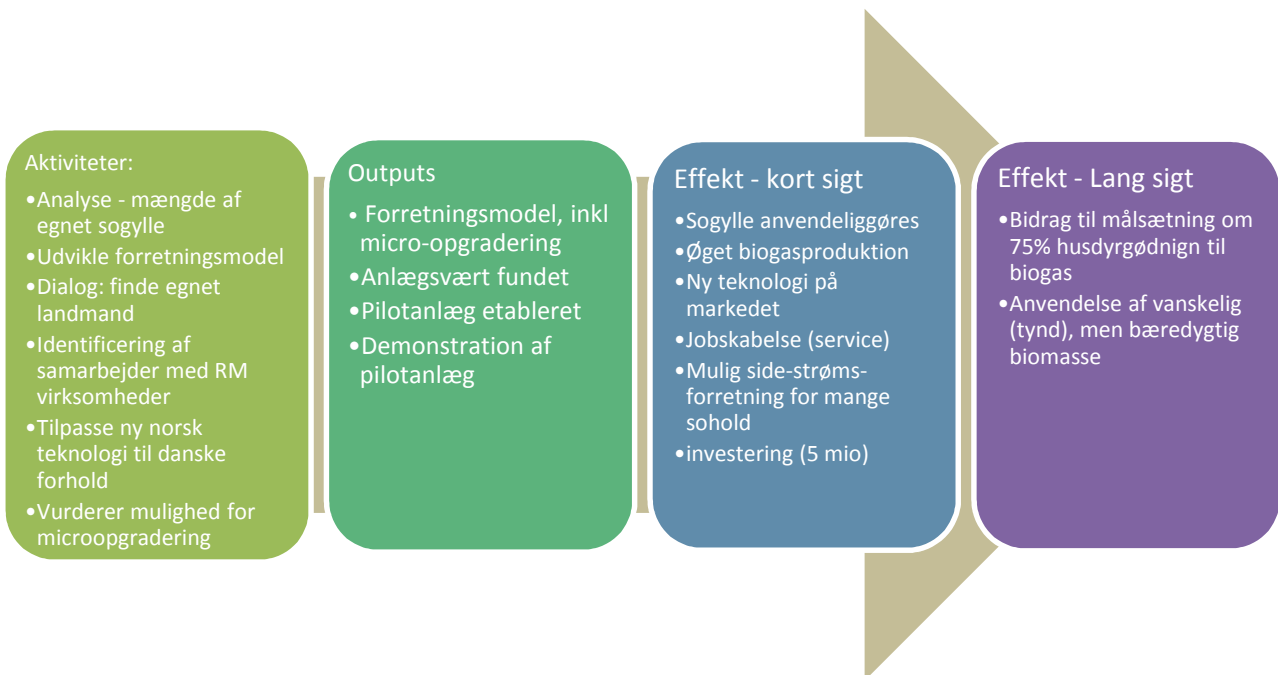 Aktiviteter:
•Analyse - mængde af
egnet sogylle
•Udvikle forretningsmodel
•Dialog: finde egnet
landmand
•Identificering af
samarbejder med RM
virksomheder
•Tilpasse ny norsk
teknologi til danske
forhold
•Vurderer mulighed for
microopgradering
Outputs
• Forretningsmodel, inkl
micro-opgradering
•Anlægsvært fundet
•Pilotanlæg etableret
•Demonstration af
pilotanlæg
Effekt - kort sigt
•Sogylle anvendeliggøres
•Øget biogasproduktion
•Ny teknologi på
markedet
•Jobskabelse (service)
•Mulig side-strøms-
forretning for mange
sohold
•investering (5 mio)
Effekt - Lang sigt
•Bidrag til målsætning om
75% husdyrgødnign til
biogas
•Anvendelse af vanskelig
(tynd), men bæredygtig
biomasse